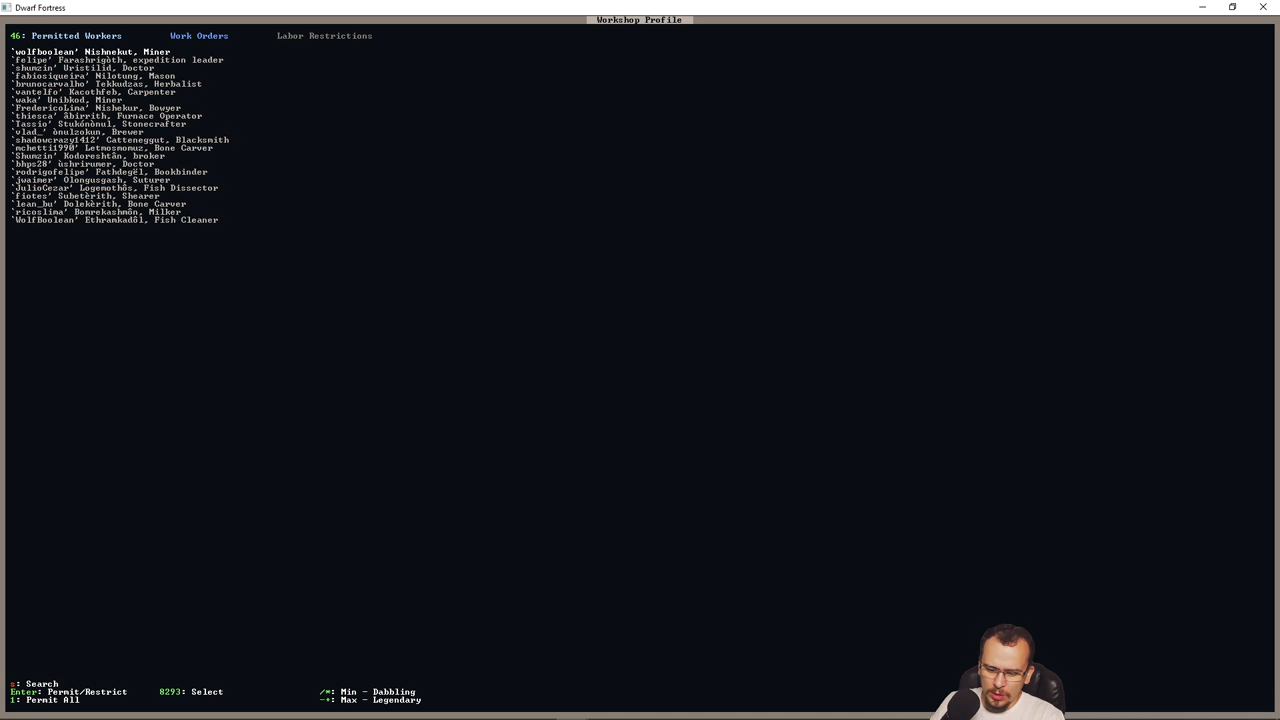 Dwarf Fortress
Workshop Profile
46: Permitted Workers Work Orders Labor Restrictions
`wolfboolean' Nishnekut, Miner
`felipe' Farashrigòth, expedition leader
`shumzin' Uristilid, Doctor
`fabiosiqueira' Nilotung, Mason
`brunocarvalho' Tekkudzas, Herbalist
`vantelfo' Kacothfeb, Carpenter
`waka' Unibkod, Miner
`FredericoLima' Nishekur, Bowyer
`thiesca' âbirrith, Furnace Operator
`Tassio' Stukónònul, Stonecrafter
`vlad_' ònulzokun, Brewer
`shadowcrazy1412' Catteneggut, Blacksmith
`mchetti1990' Letmosmomuz, Bone Carver
`Shumzin' Kodoreshtân, broker
`bhps28' ùshrirumer, Doctor
`rodrigofelipe' Fathdegël, Bookbinder
`jwaimer' Olongusgash, Suturer
`JulioCezar' Logemothös, Fish Dissector
`fiotes' Subetèrith, Shearer
`lean_bu' Dolekèrith, Bone Carver
`ricoslima' Bomrekashmôn, Milker
`WolfBoolean' Ethramkadôl, Fish Cleaner
s: Search
Enter: Permit/Restrict 8293: Select /*: Min - Dabbling
1: Permit All -+: Max - Legendary